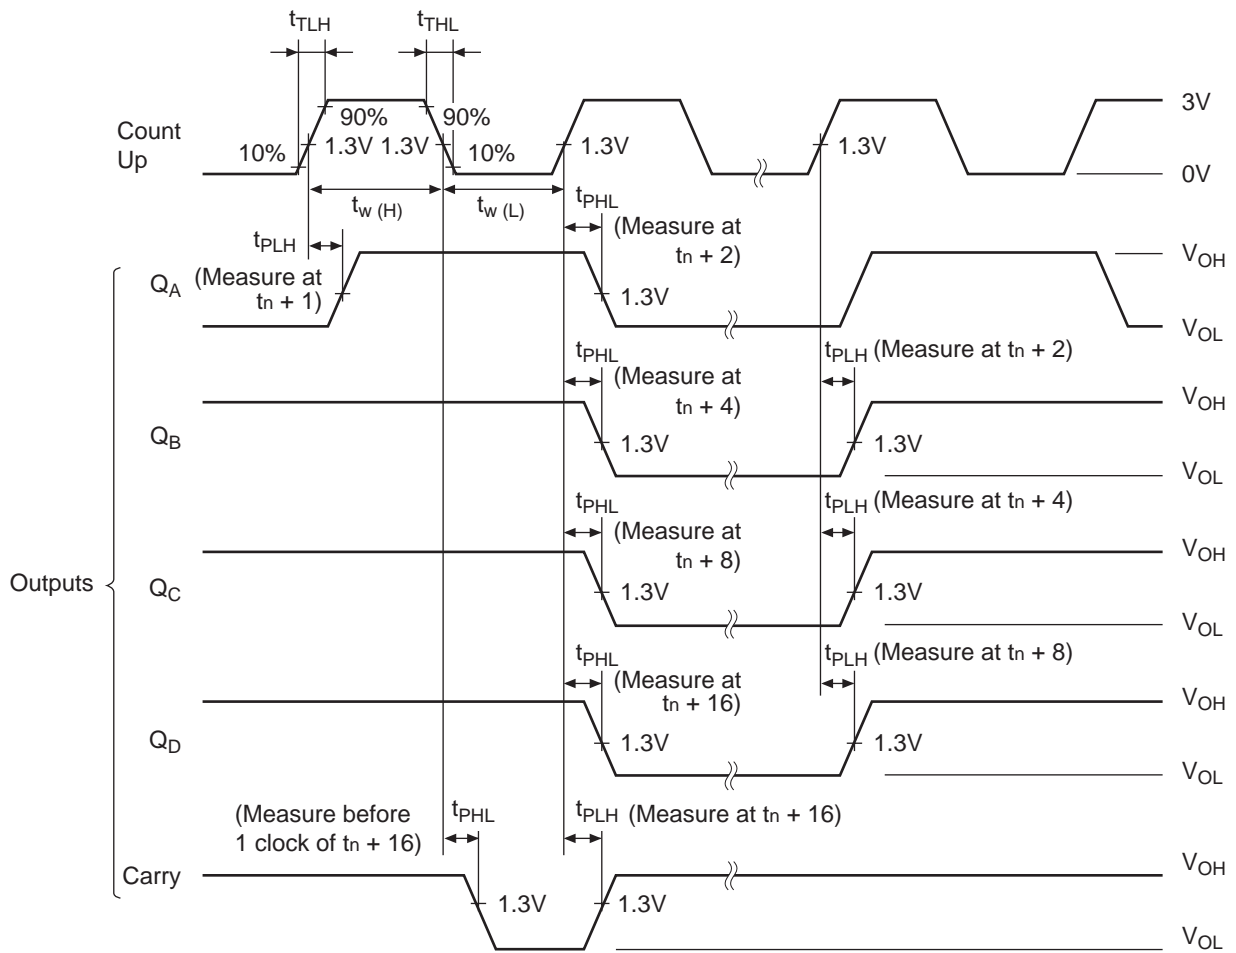 tTLH tTHL
90% 90% 3V
Count
Up
10% 1.3V 1.3V 10% 1.3V 1.3V
0V
tw (H) tw (L) tPHL
(Measure at
tn + 2)
tPLH VOH
QA (Measure at
tn + 1) 1.3V
VOL
tPHL tPLH (Measure at tn + 2)
(Measure at
tn + 4) VOH
QB 1.3V 1.3V
VOL
tPHL tPLH (Measure at tn + 4)
(Measure at
tn + 8) VOH
Outputs QC 1.3V 1.3V
VOL
tPHL tPLH (Measure at tn + 8)
(Measure at
tn + 16) VOH
QD 1.3V 1.3V
VOL
(Measure before
1 clock of tn + 16) tPHL tPLH (Measure at tn + 16)
Carry VOH
1.3V 1.3V
VOL